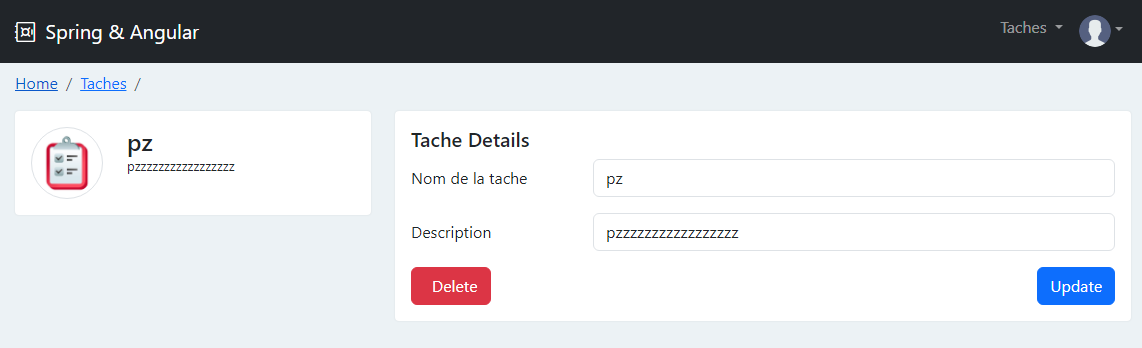 Spring & Angular
Taches
Home / Taches /
pz
pzzzzzzzzzzzzzzzzz
Tache Details
Nom de la tache
pz
Description
pzzzzzzzzzzzzzzzzz
Delete
Update